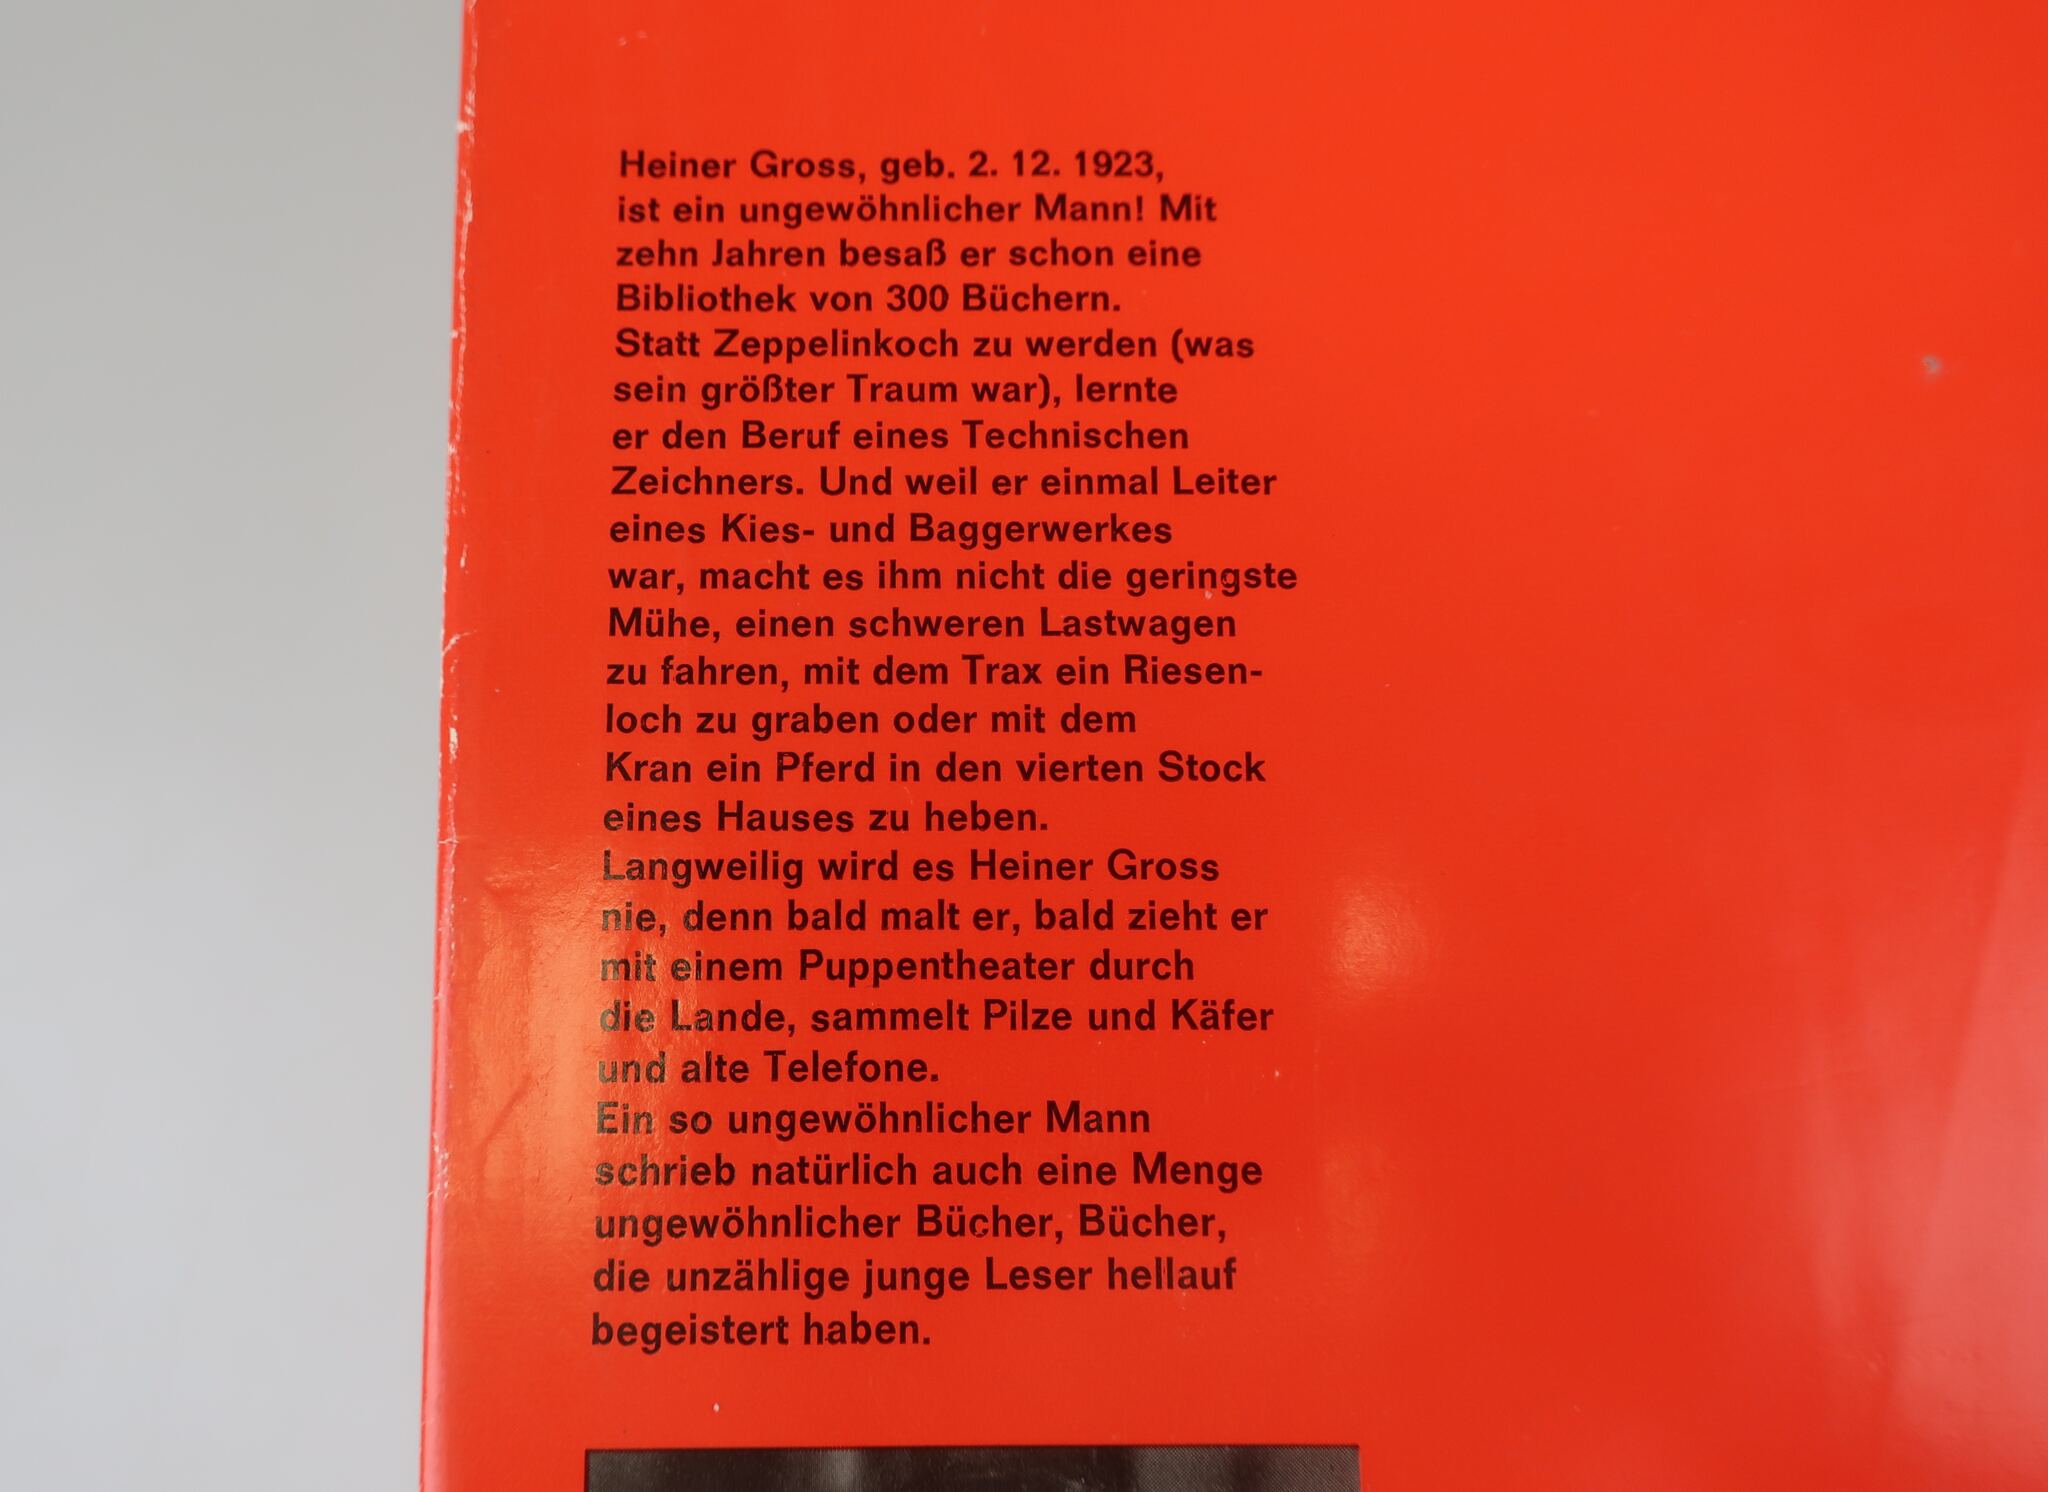 Heiner Gross, geb. 2. 12. 1923,
ist ein ungewöhnlicher Mann! Mit
zehn Jahren besaß er schon eine
Bibliothek von 300 Büchern.
Statt Zeppelinkoch zu werden (was
sein größter Traum war), lernte
er den Beruf eines Technischen
Zeichners. Und weil er einmal Leiter
eines Kies- und Baggerwerkes
war, macht es ihm nicht die geringste
Mühe, einen schweren Lastwagen
zu fahren, mit dem Trax ein Riesen-
loch zu graben oder mit dem
Kran ein Pferd in den vierten Stock
eines Hauses zu heben.
Langweilig wird es Heiner Gross
nie, denn bald malt er, bald zieht er
mit einem Puppentheater durch
die Lande, sammelt Pilze und Käfer
und alte Telefone.
Ein so ungewöhnlicher Mann
schrieb natürlich auch eine Menge
ungewöhnlicher Bücher, Bücher,
die unzählige junge Leser hellauf
begeistert haben.